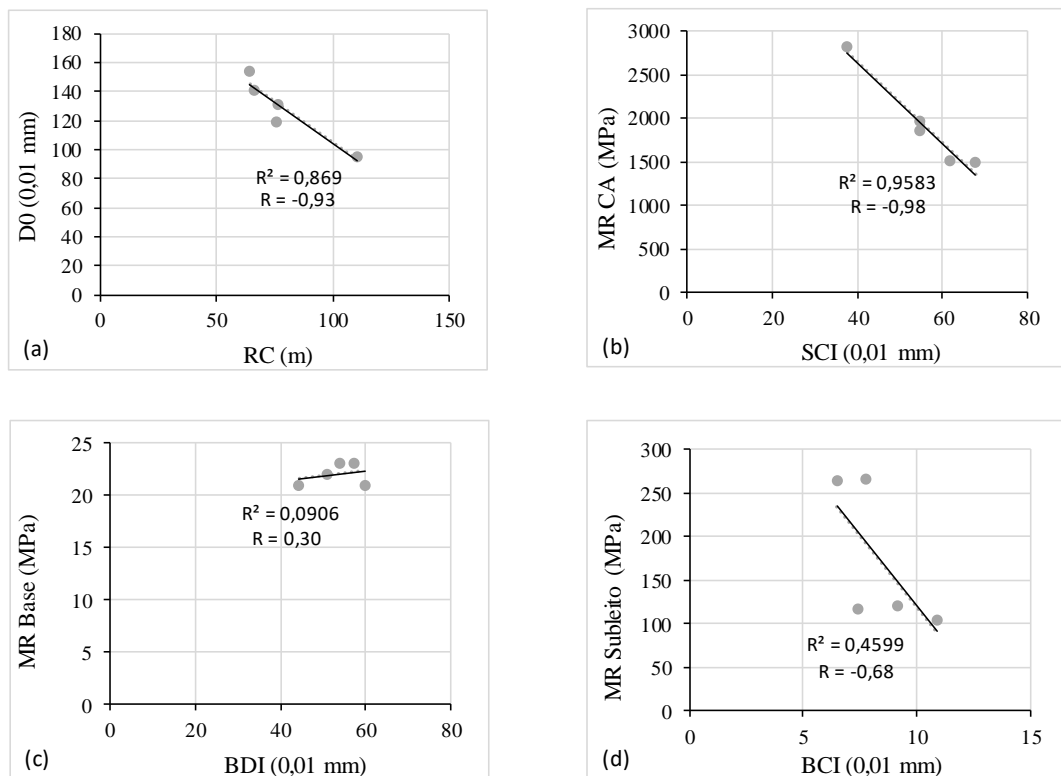 D0 (0,01 mm)
180
160
140
120
100
80
60
40
20
0
R² = 0,869
R = -0,93
0 50 100 150
(a)
RC (m)
MR CA (MPa)
3000
2500
2000
1500
1000
500
0
R² = 0,9583
R = -0,98
0 20 40 60 80
(b)
SCI (0,01 mm)
MR Base (MPa)
25
20
15
10
5
0
R² = 0,0906
R = 0,30
0 20 40 60 80
(c)
BDI (0,01 mm)
MR Subleito (MPa)
300
250
200
150
100
50
0
R² = 0,4599
R = -0,68
0 5 10 15
(d)
BCI (0,01 mm)